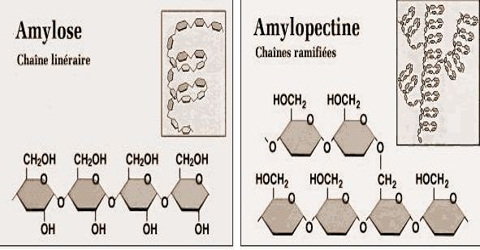 Amylose
Chaîne linéraire
CH₂OH CH₂OH CH₂OH CH₂OH
O O O O
O O O
OH OH OH OH
Amylopectine
Chaînes ramifiées
HOCH₂ HOCH₂
O O
O O O
HOCH₂ HOCH₂ CH₂ HOCH₂
O O O O
O O O O O